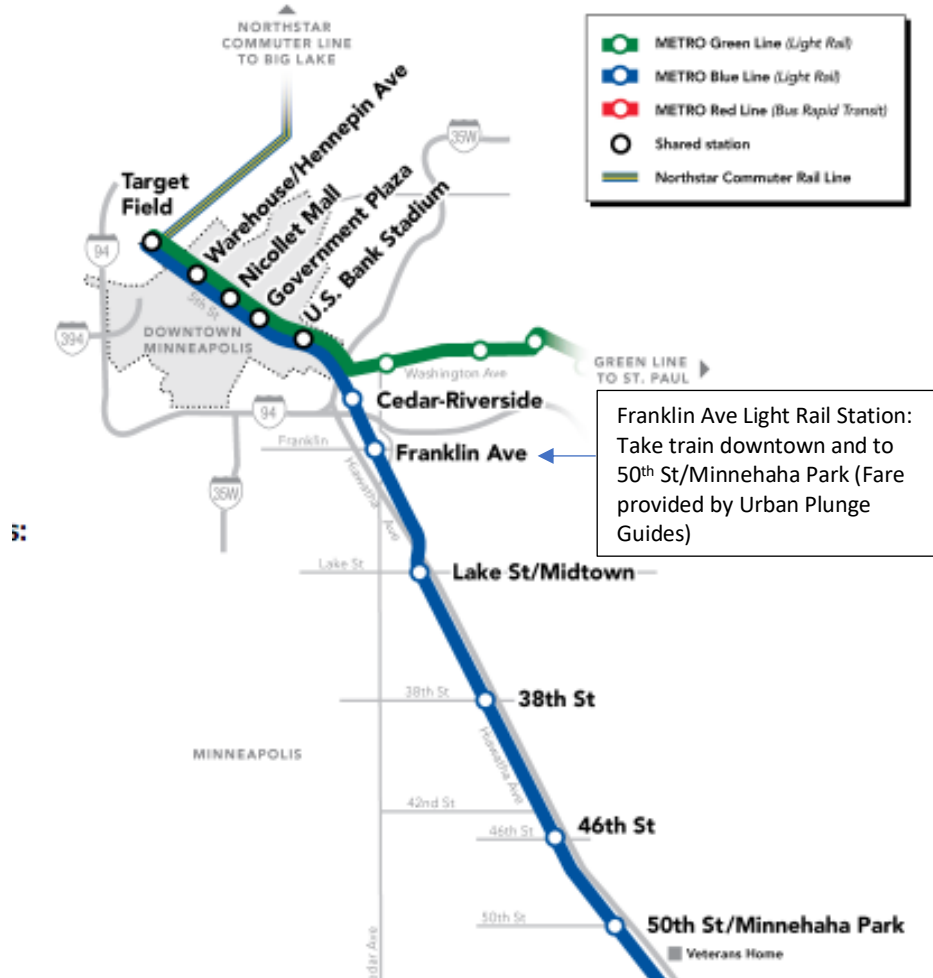 NORTHSTAR
COMMUTER LINE
TO BIG LAKE
METRO Green Line (Light Rail)
METRO Blue Line (Light Rail)
METRO Red Line (Bus Rapid Transit)
Shared station
Northstar Commuter Rail Line
35W
Target
Field
Warehouse/Hennepin Ave
Nicollet Mall
Government Plaza
U.S. Bank Stadium
94
5th St
394
DOWNTOWN
MINNEAPOLIS
Washington Ave
GREEN LINE
TO ST. PAUL
Cedar-Riverside
94
Franklin
Franklin Ave
Franklin Ave Light Rail Station:
Take train downtown and to
50th St/Minnehaha Park (Fare
provided by Urban Plunge
Guides)
35W
Hiawatha Ave
s:
Lake St
Lake St/Midtown
38th St
38th St
MINNEAPOLIS
Hiawatha Ave
42nd St
46th St
46th St
50th St
50th St/Minnehaha Park
Veterans Home
dar Ave